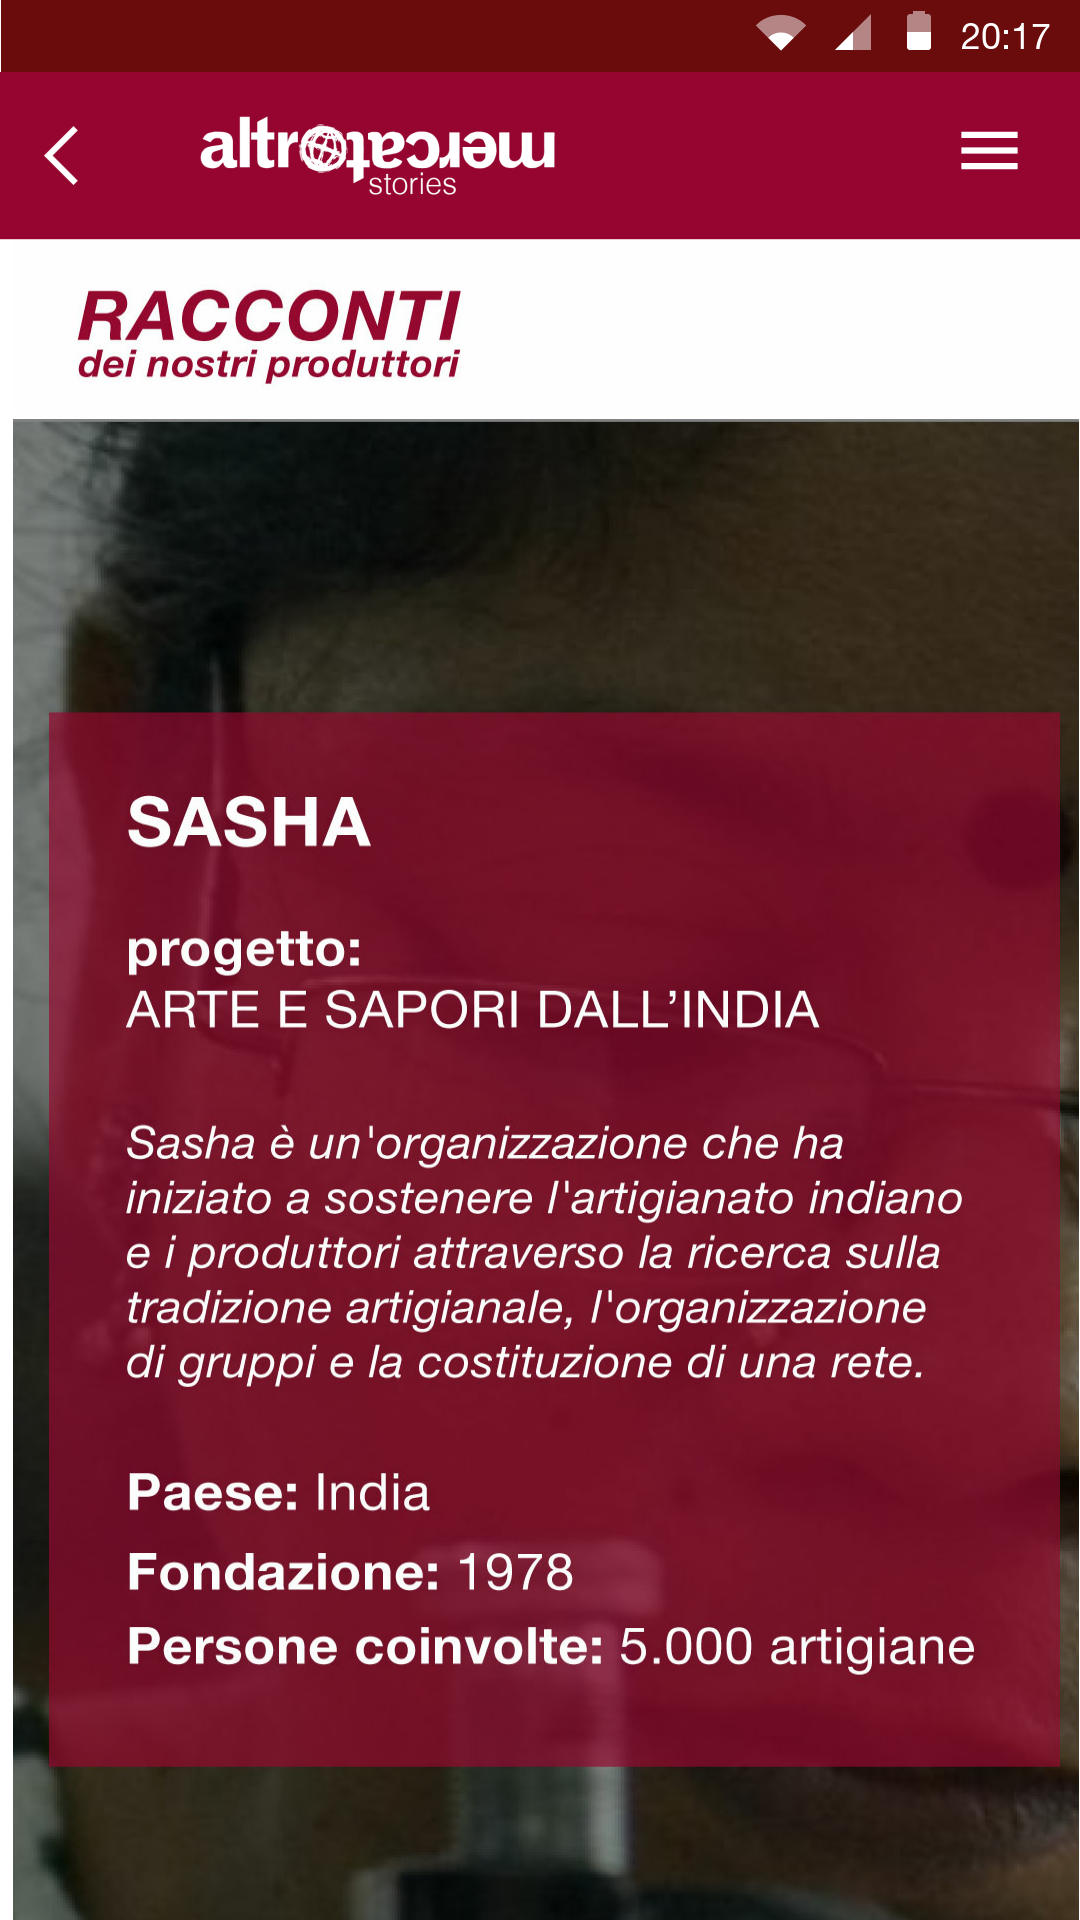 20:17
altromercato
stories
RACCONTI
dei nostri produttori
SASHA
progetto:
ARTE E SAPORI DALL’INDIA
Sasha è un'organizzazione che ha
iniziato a sostenere l'artigianato indiano
e i produttori attraverso la ricerca sulla
tradizione artigianale, l'organizzazione
di gruppi e la costituzione di una rete.
Paese: India
Fondazione: 1978
Persone coinvolte: 5.000 artigiane